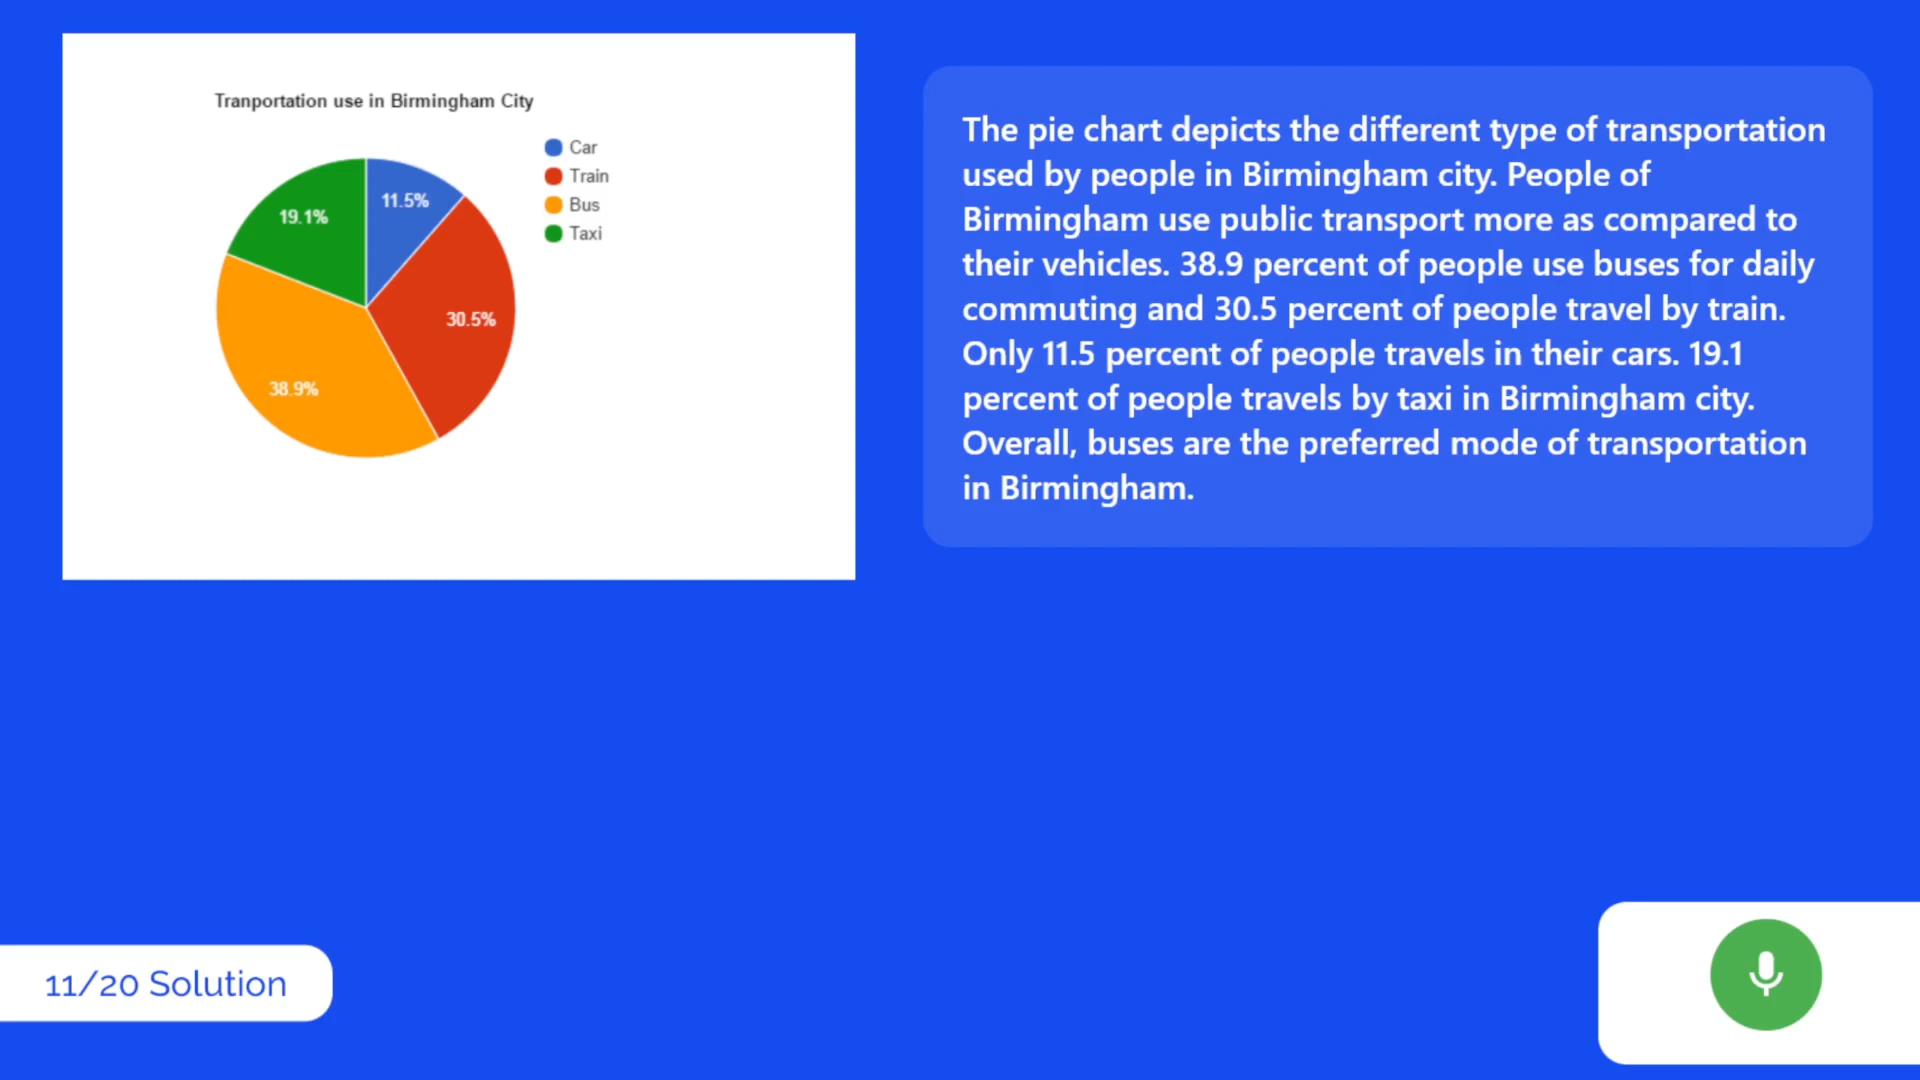 Tranportation use in Birmingham City
Car
Train
Bus
Taxi
11.5%
19.1%
30.5%
38.9%
The pie chart depicts the different type of transportation
used by people in Birmingham city. People of
Birmingham use public transport more as compared to
their vehicles. 38.9 percent of people use buses for daily
commuting and 30.5 percent of people travel by train.
Only 11.5 percent of people travels in their cars. 19.1
percent of people travels by taxi in Birmingham city.
Overall, buses are the preferred mode of transportation
in Birmingham.
11/20 Solution